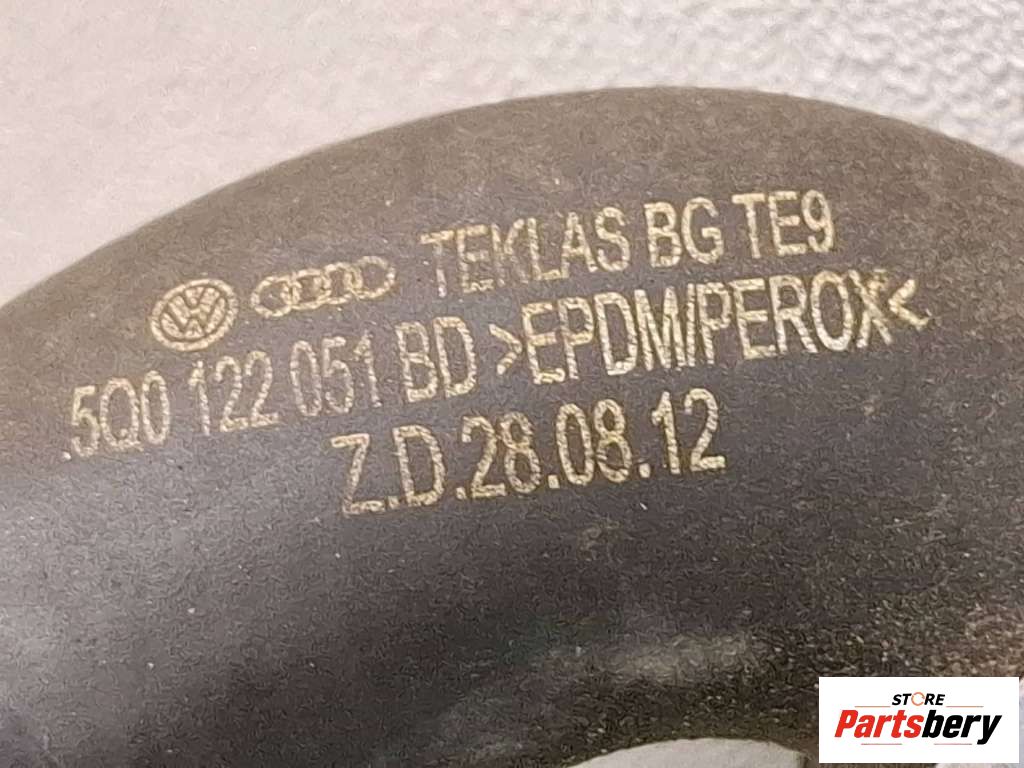 TEKLAS BG TE9
5Q0 122 051 BD >EPDM/PEROX<
Z.D.28.08.12
STORE
Partsbery